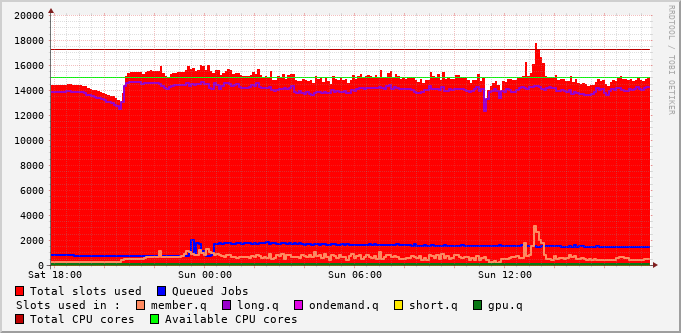 20000
18000
16000
14000
12000
10000
8000
6000
4000
2000
0
Sat 18:00 Sun 00:00 Sun 06:00 Sun 12:00
Total slots used Queued Jobs
Slots used in : member.q long.q ondemand.q short.q gpu.q
Total CPU cores Available CPU cores
RRDTOOL / TOBI OETIKER